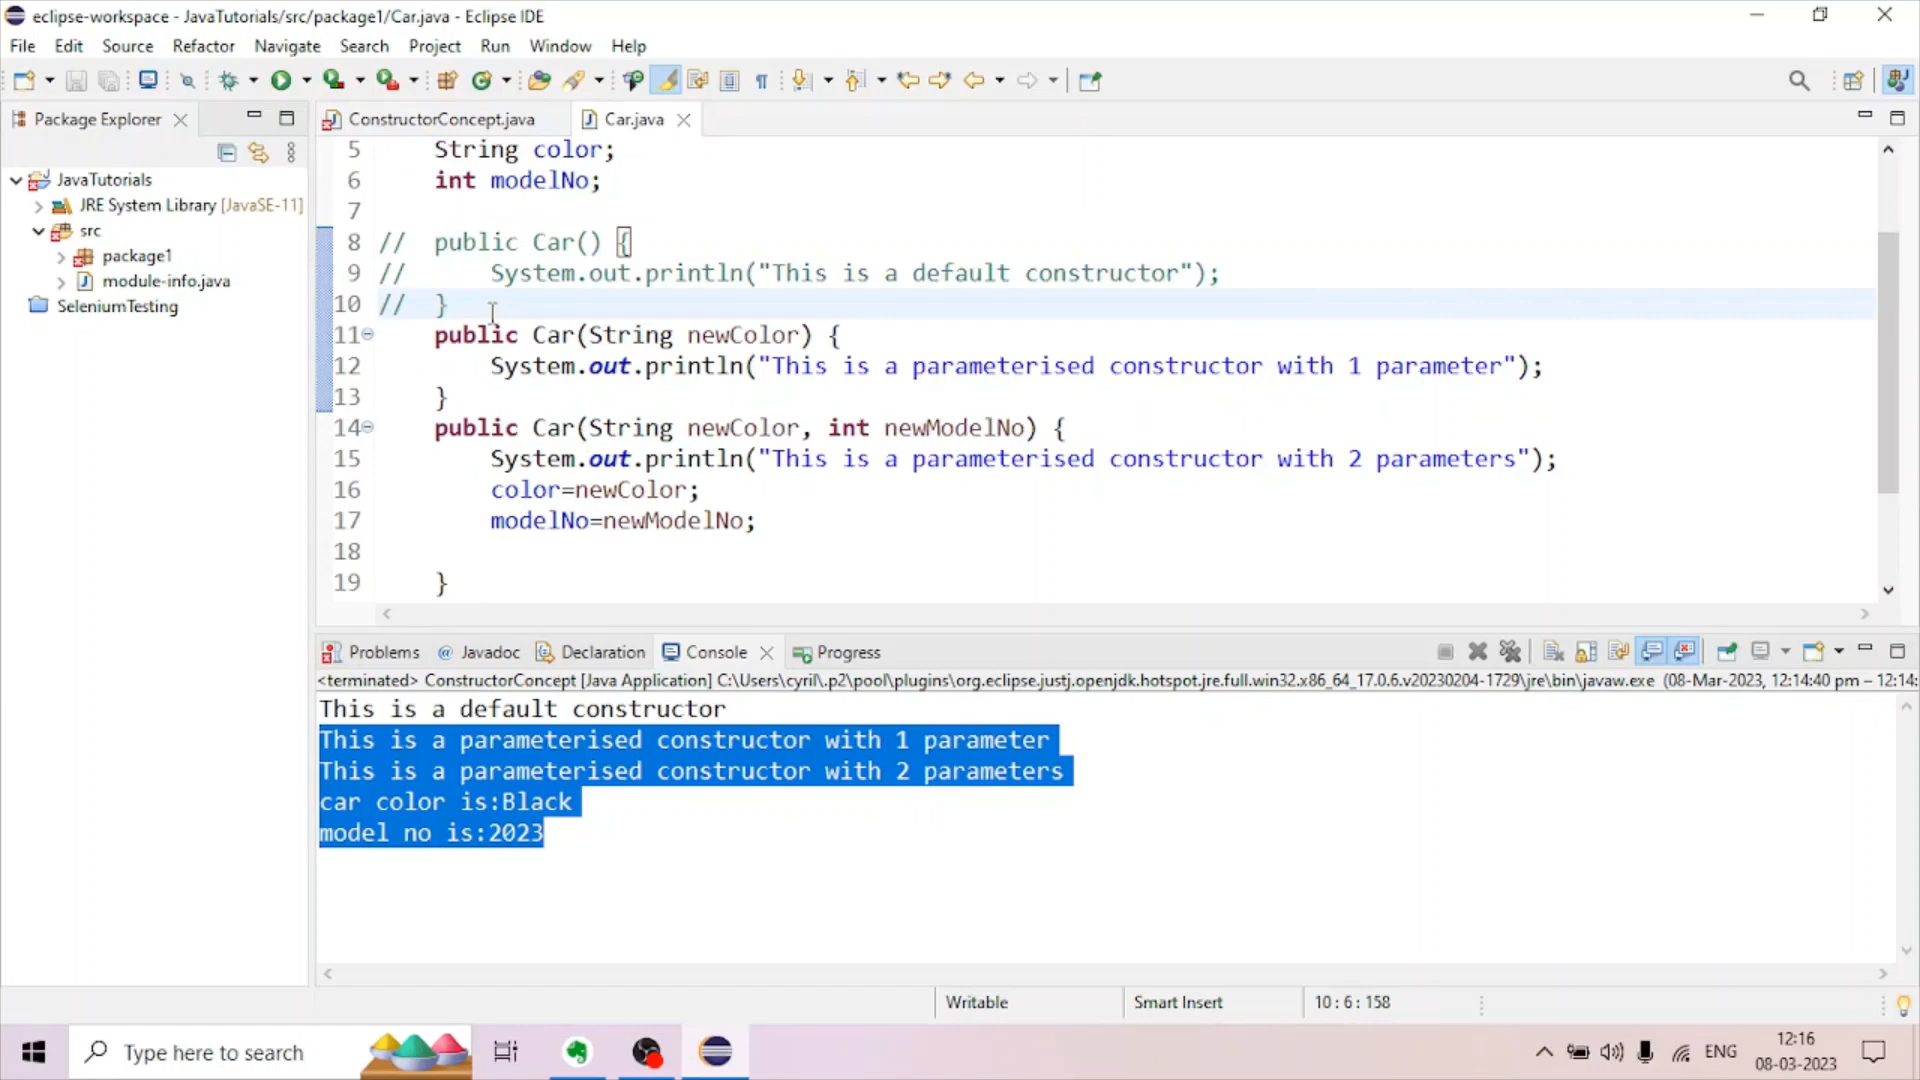 eclipse-workspace - JavaTutorials/src/package1/Car.java - Eclipse IDE
File Edit Source Refactor Navigate Search Project Run Window Help
Package Explorer
JavaTutorials
JRE System Library [JavaSE-11]
src
package1
module-info.java
SeleniumTesting
ConstructorConcept.java Car.java
5 String color;
6 int modelNo;
7
8 // public Car() {
9 // System.out.println("This is a default constructor");
10 // }
11 public Car(String newColor) {
12 System.out.println("This is a parameterised constructor with 1 parameter");
13 }
14 public Car(String newColor, int newModelNo) {
15 System.out.println("This is a parameterised constructor with 2 parameters");
16 color=newColor;
17 modelNo=newModelNo;
18
19 }
Problems @ Javadoc Declaration Console Progress
<terminated> ConstructorConcept [Java Application] C:\Users\cyril\.p2\pool\plugins\org.eclipse.justj.openjdk.hotspot.jre.full.win32.x86_64_17.0.6.v20230204-1729\jre\bin\javaw.exe (08-Mar-2023, 12:14:40 pm – 12:14:
This is a default constructor
This is a parameterised constructor with 1 parameter
This is a parameterised constructor with 2 parameters
car color is:Black
model no is:2023
Writable Smart Insert 10 : 6 : 158
Type here to search
ENG
12:16
08-03-2023